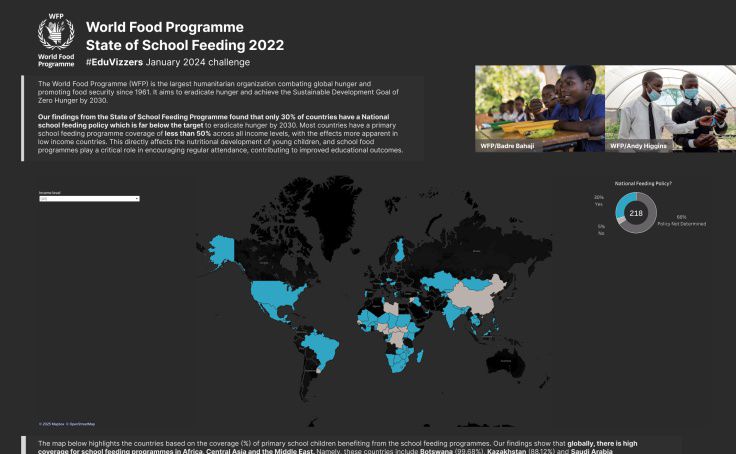 WFP
World Food
Programme
World Food Programme
State of School Feeding 2022
#EduVizzers January 2024 challenge
The World Food Programme (WFP) is the largest humanitarian organization combating global hunger and
promoting food security since 1961. It aims to eradicate hunger and achieve the Sustainable Development Goal of
Zero Hunger by 2030.
Our findings from the State of School Feeding Programme found that only 30% of countries have a National
school feeding policy which is far below the target to eradicate hunger by 2030. Most countries have a primary
school feeding programme coverage of less than 50% across all income levels, with the effects more apparent in
low income countries. This directly affects the nutritional development of young children, and school food
programmes play a critical role in encouraging regular attendance, contributing to improved educational outcomes.
WFP/Badre Bahaji
WFP/Andy Higgins
Income level
National Feeding Policy?
30%
Yes
218
5%
No
Policy Not Determined
© 2025 Mapbox © OpenStreetMap
The map below highlights the countries based on the coverage (%) of primary school children benefiting from the school feeding programmes. Our findings show that globally, there is high
coverage for school feeding programmes in Africa, Central Asia and the Middle East. Namely, these countries include Botswana (99.68%), Kazakhstan (88.12%) and Saudi Arabia